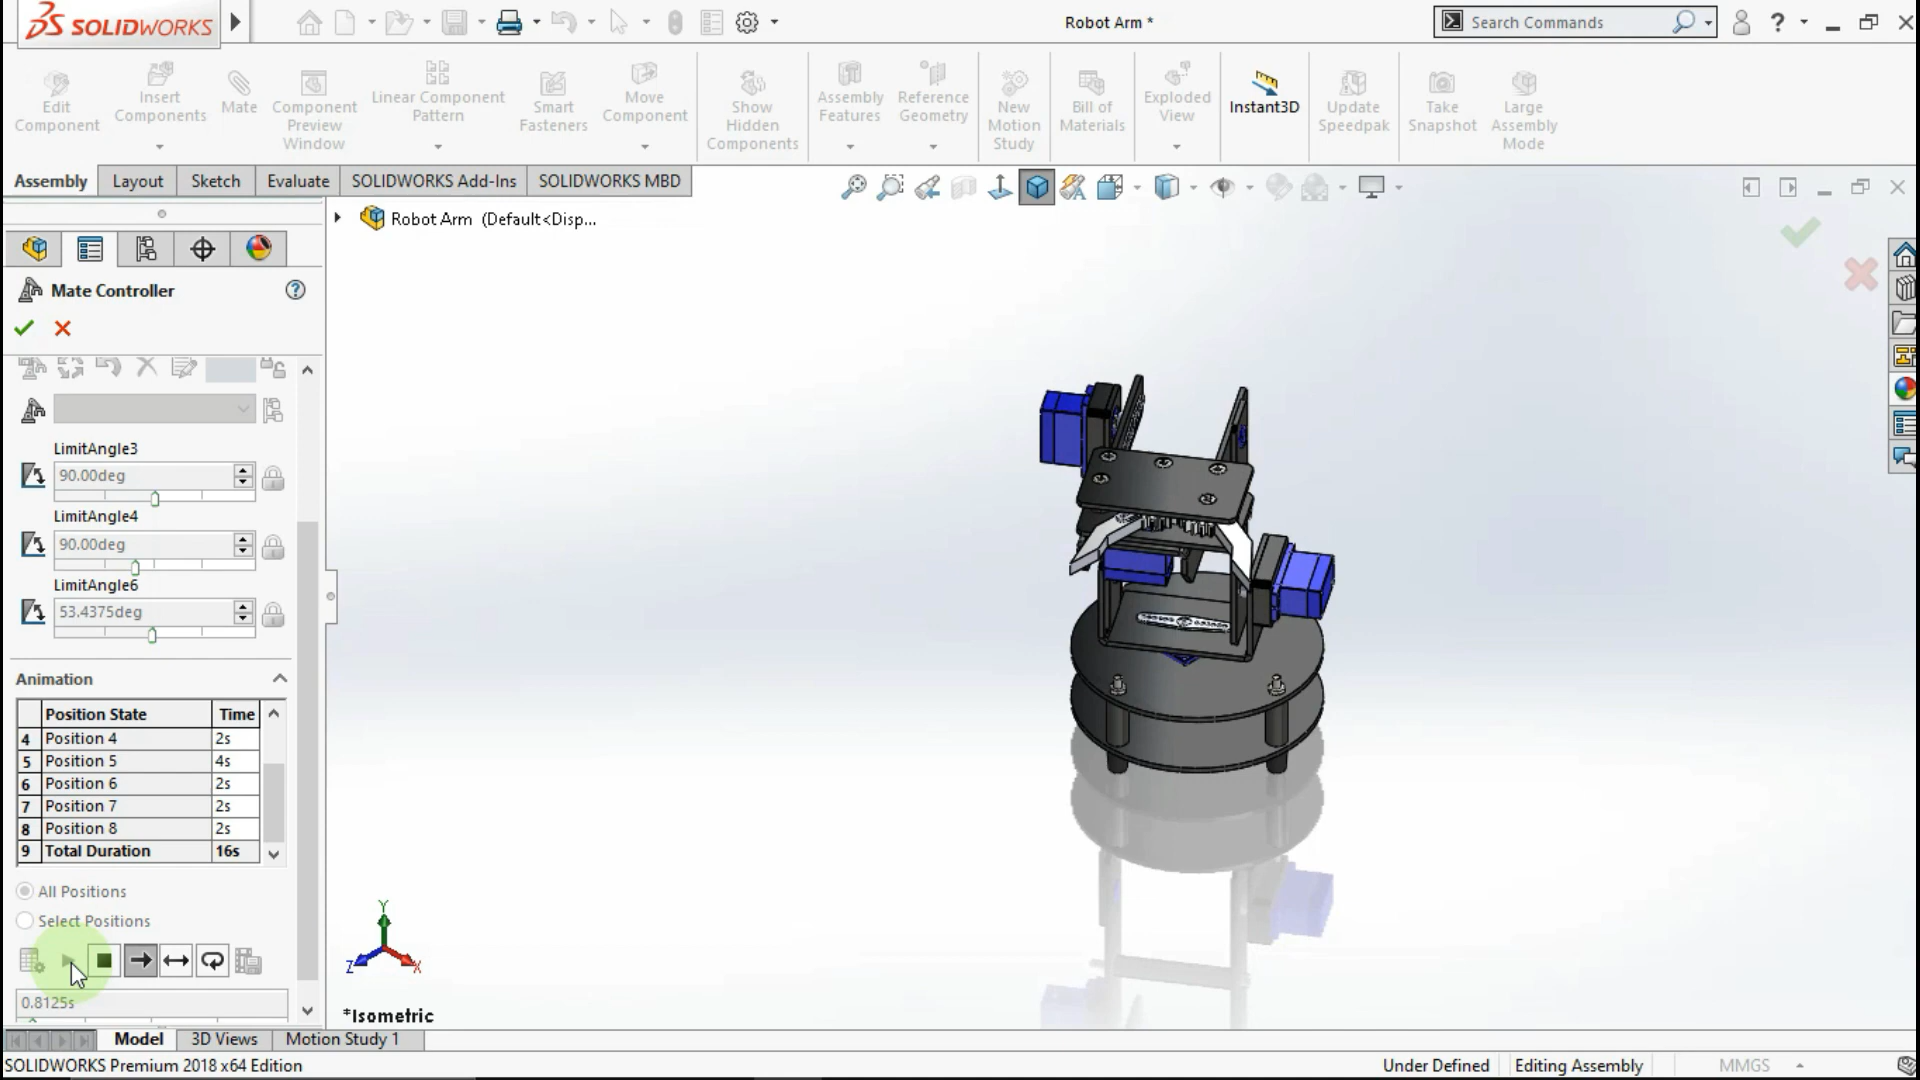 SOLIDWORKS
Robot Arm *
Search Commands
?
Edit
Component
Insert
Components
Mate
Component
Preview
Window
Linear Component
Pattern
Smart
Fasteners
Move
Component
Show
Hidden
Components
Assembly
Features
Reference
Geometry
New
Motion
Study
Bill of
Materials
Exploded
View
Instant3D
Update
Speedpak
Take
Snapshot
Large
Assembly
Mode
Assembly
Layout
Sketch
Evaluate
SOLIDWORKS Add-Ins
SOLIDWORKS MBD
Robot Arm (Default<Disp...
Mate Controller
?
LimitAngle3
90.00deg
LimitAngle4
90.00deg
LimitAngle6
53.4375deg
Animation
Position State Time
4 Position 4 2s
5 Position 5 4s
6 Position 6 2s
7 Position 7 2s
8 Position 8 2s
9 Total Duration 16s
All Positions
Select Positions
0.8125s
Y
Z
X
*Isometric
Model
3D Views
Motion Study 1
SOLIDWORKS Premium 2018 x64 Edition
Under Defined
Editing Assembly
MMGS